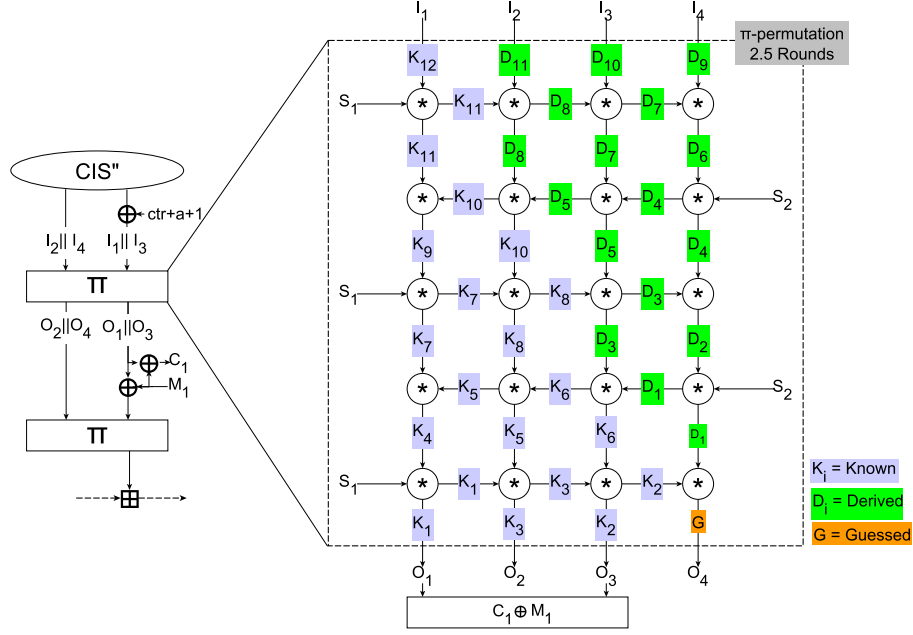 I₁ I₂ I₃ I₄
π-permutation
2.5 Rounds
K₁₂ D₁₁ D₁₀ D₉
S₁ * K₁₁ * D₈ * D₇ *
K₁₁ D₈ D₇ D₆
CIS"
* K₁₀ * D₅ * D₄ * S₂
ctr+a+1
I₂|| I₄ I₁|| I₃
K₉ K₁₀ D₅ D₄
π
S₁ * K₇ * K₈ * D₃ *
O₂||O₄ O₁||O₃
K₇ K₈ D₃ D₂
C₁
M₁
* K₅ * K₆ * D₁ * S₂
π
K₄ K₅ K₆ D₁
Kᵢ = Known
S₁ * K₁ * K₃ * K₂ *
Dᵢ = Derived
K₁ K₃ K₂ G
G = Guessed
O₁ O₂ O₃ O₄
C₁ ⊕ M₁